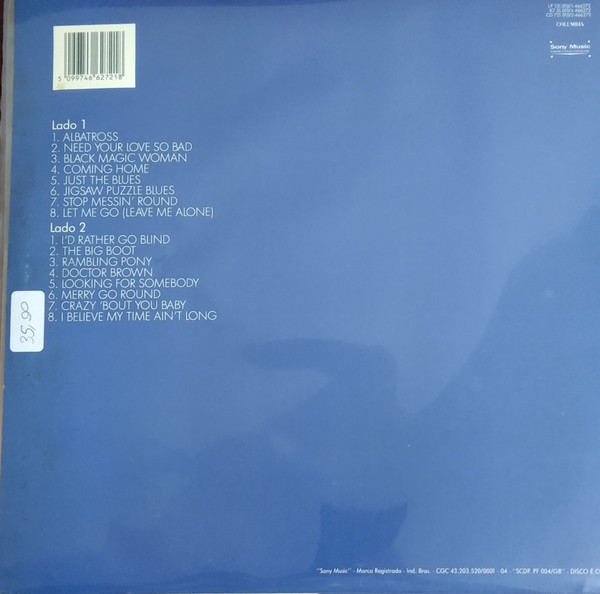 COLUMBIA
Sony Music
5 099746 627218
Lado 1
1. ALBATROSS
2. NEED YOUR LOVE SO BAD
3. BLACK MAGIC WOMAN
4. COMING HOME
5. JUST THE BLUES
6. JIGSAW PUZZLE BLUES
7. STOP MESSIN' ROUND
8. LET ME GO (LEAVE ME ALONE)
Lado 2
1. I'D RATHER GO BLIND
2. THE BIG BOOT
3. RAMBLING PONY
4. DOCTOR BROWN
5. LOOKING FOR SOMEBODY
6. MERRY GO ROUND
7. CRAZY 'BOUT YOU BABY
8. I BELIEVE MY TIME AIN'T LONG
35,90
"Sony Music" - Marca Registrada - Ind. Bras. - CGC 43.203.520/0001 - 04 - "SCDP. PF 004/GB" - DISCO É C